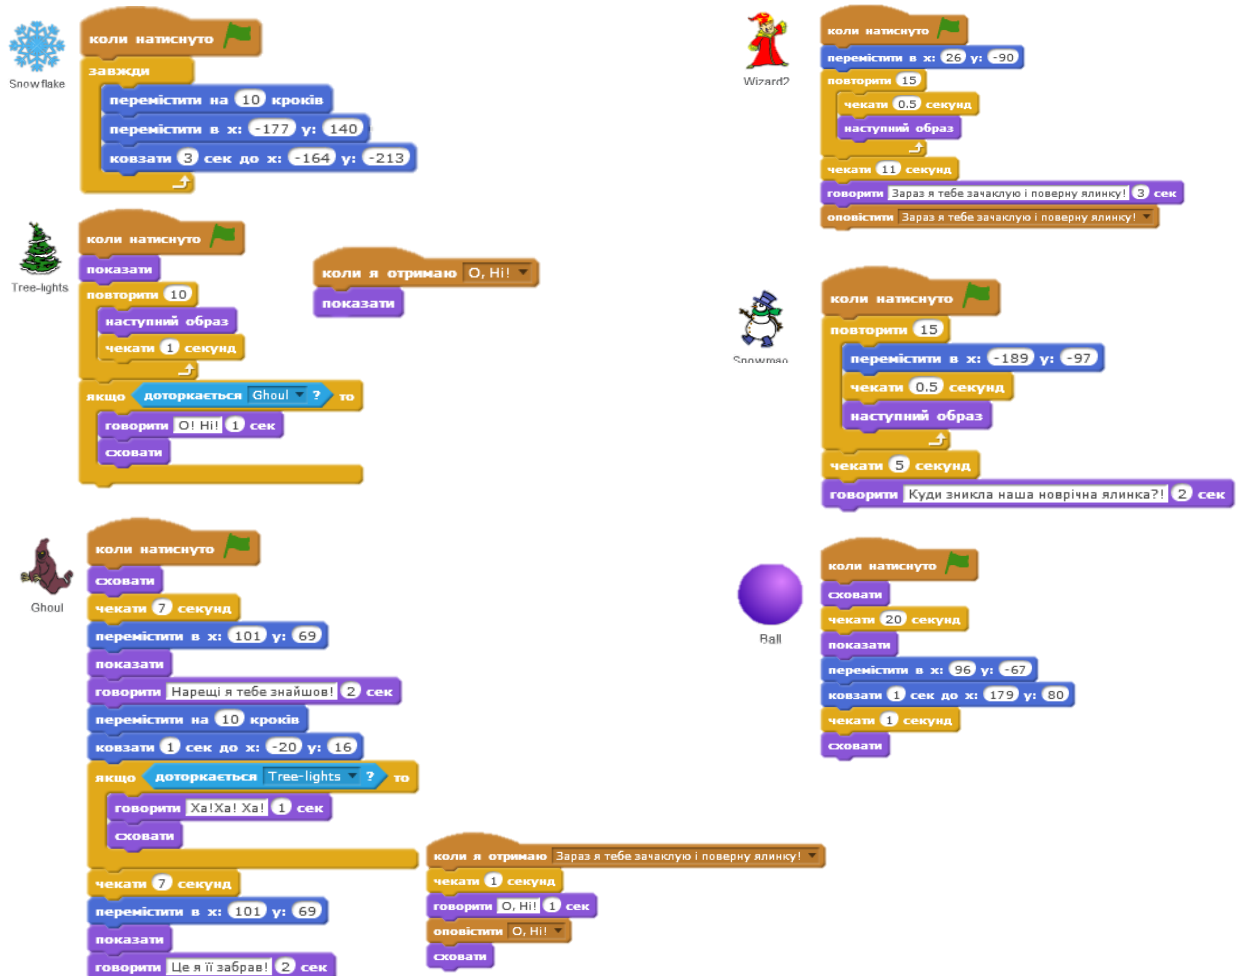 Snowflake
коли натиснуто
завжди
перемістити на 10 кроків
перемістити в x: -177 y: 140
ковзати 3 сек до x: -164 y: -213
Tree-lights
коли натиснуто
показати
повторити 10
наступний образ
чекати 1 секунд
якщо доторкається Ghoul ? то
говорити О! Ні! 1 сек
сховати
коли я отримаю О, Ні!
показати
Ghoul
коли натиснуто
сховати
чекати 7 секунд
перемістити в x: 101 y: 69
показати
говорити Нарещі я тебе знайшов! 2 сек
перемістити на 10 кроків
ковзати 1 сек до x: -20 y: 16
якщо доторкається Tree-lights ? то
говорити Ха!Ха! Ха! 1 сек
сховати
чекати 7 секунд
перемістити в x: 101 y: 69
показати
говорити Це я її забрав! 2 сек
коли я отримаю Зараз я тебе зачаклую і поверну ялинку!
чекати 1 секунд
говорити О, Ні! 1 сек
оповістити О, Ні!
сховати
Wizard2
коли натиснуто
перемістити в x: 26 y: -90
повторити 15
чекати 0.5 секунд
наступний образ
чекати 11 секунд
говорити Зараз я тебе зачаклую і поверну ялинку! 3 сек
оповістити Зараз я тебе зачаклую і поверну ялинку!
Snowman
коли натиснуто
повторити 15
перемістити в x: -189 y: -97
чекати 0.5 секунд
наступний образ
чекати 5 секунд
говорити Куди зникла наша новрічна ялинка?! 2 сек
Ball
коли натиснуто
сховати
чекати 20 секунд
показати
перемістити в x: 96 y: -67
ковзати 1 сек до x: 179 y: 80
чекати 1 секунд
сховати